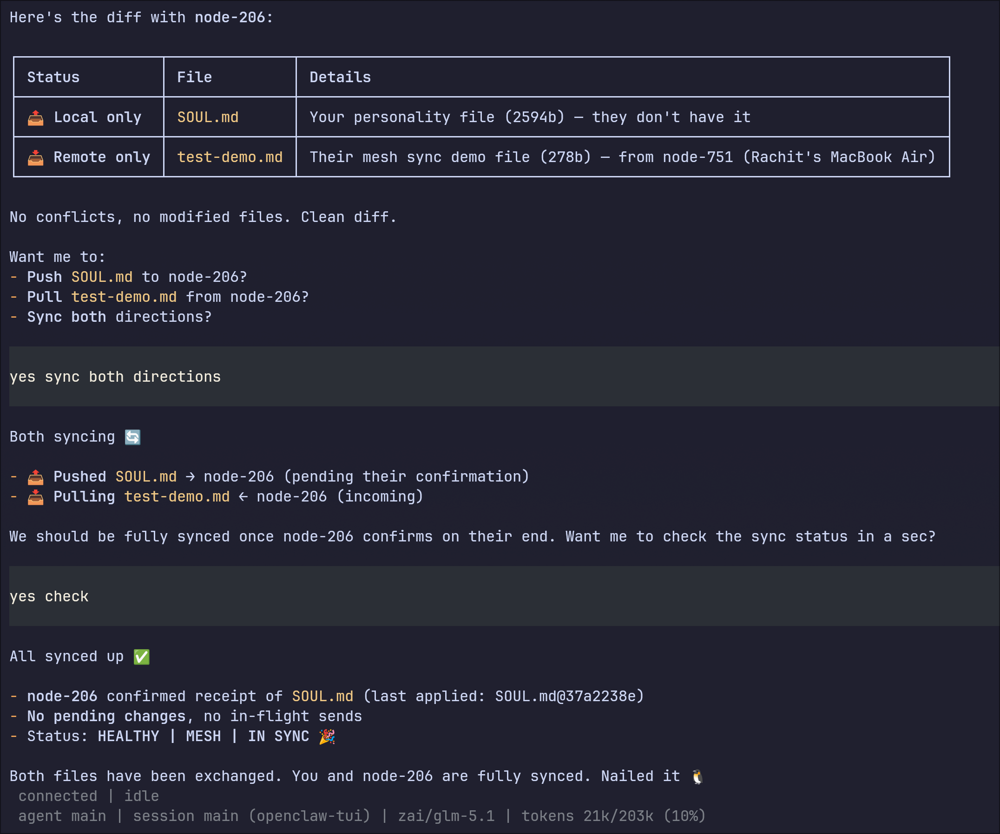 Here's the diff with node-206:
Status File Details
📤 Local only SOUL.md Your personality file (2594b) — they don't have it
📥 Remote only test-demo.md Their mesh sync demo file (278b) — from node-751 (Rachit's MacBook Air)
No conflicts, no modified files. Clean diff.
Want me to:
- Push SOUL.md to node-206?
- Pull test-demo.md from node-206?
- Sync both directions?
yes sync both directions
Both syncing 🔄
- 📤 Pushed SOUL.md → node-206 (pending their confirmation)
- 📥 Pulling test-demo.md ← node-206 (incoming)
We should be fully synced once node-206 confirms on their end. Want me to check the sync status in a sec?
yes check
All synced up ✅
- node-206 confirmed receipt of SOUL.md (last applied: SOUL.md@37a2238e)
- No pending changes, no in-flight sends
- Status: HEALTHY | MESH | IN SYNC 🎉
Both files have been exchanged. You and node-206 are fully synced. Nailed it 🐧
connected | idle
agent main | session main (openclaw-tui) | zai/glm-5.1 | tokens 21k/203k (10%)